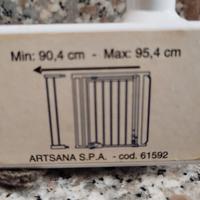 Min: 90,4 cm - Max: 95,4 cm
ARTSANA S.P.A. - cod. 61592